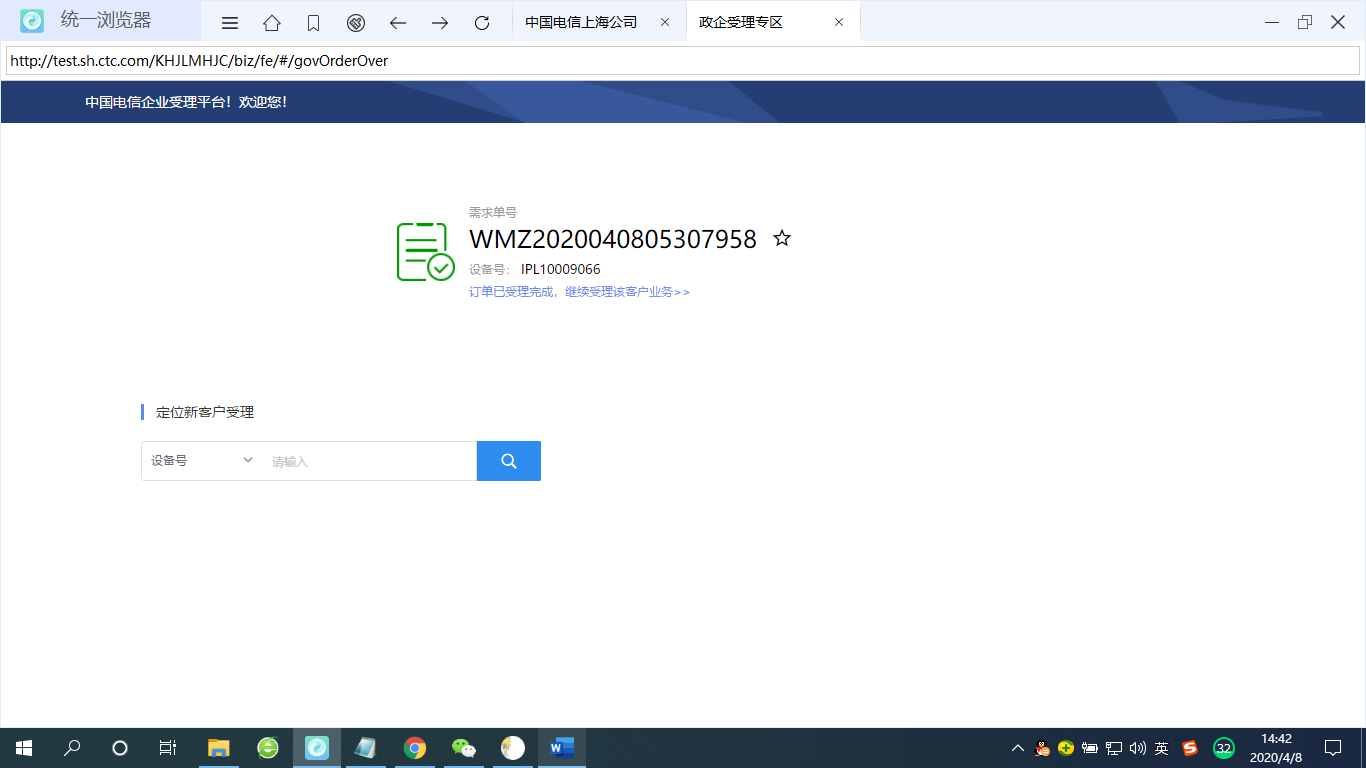 统一浏览器
中国电信上海公司
政企受理专区
http://test.sh.ctc.com/KHJLMHJC/biz/fe/#/govOrderOver
中国电信企业受理平台！欢迎您！
需求单号
WMZ2020040805307958
设备号： IPL10009066
订单已受理完成，继续受理该客户业务>>
定位新客户受理
设备号
请输入
英
32
14:42
2020/4/8